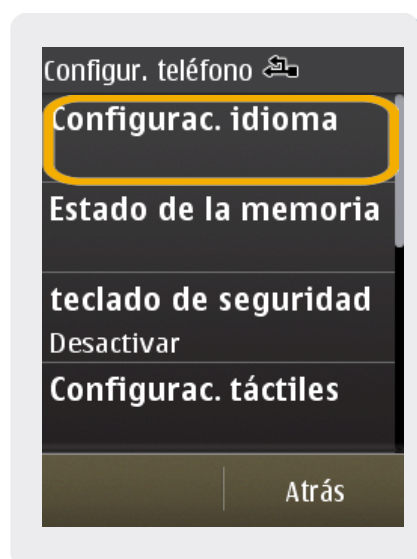 Configur. teléfono
Configurac. idioma
Estado de la memoria
teclado de seguridad
Desactivar
Configurac. táctiles
Atrás